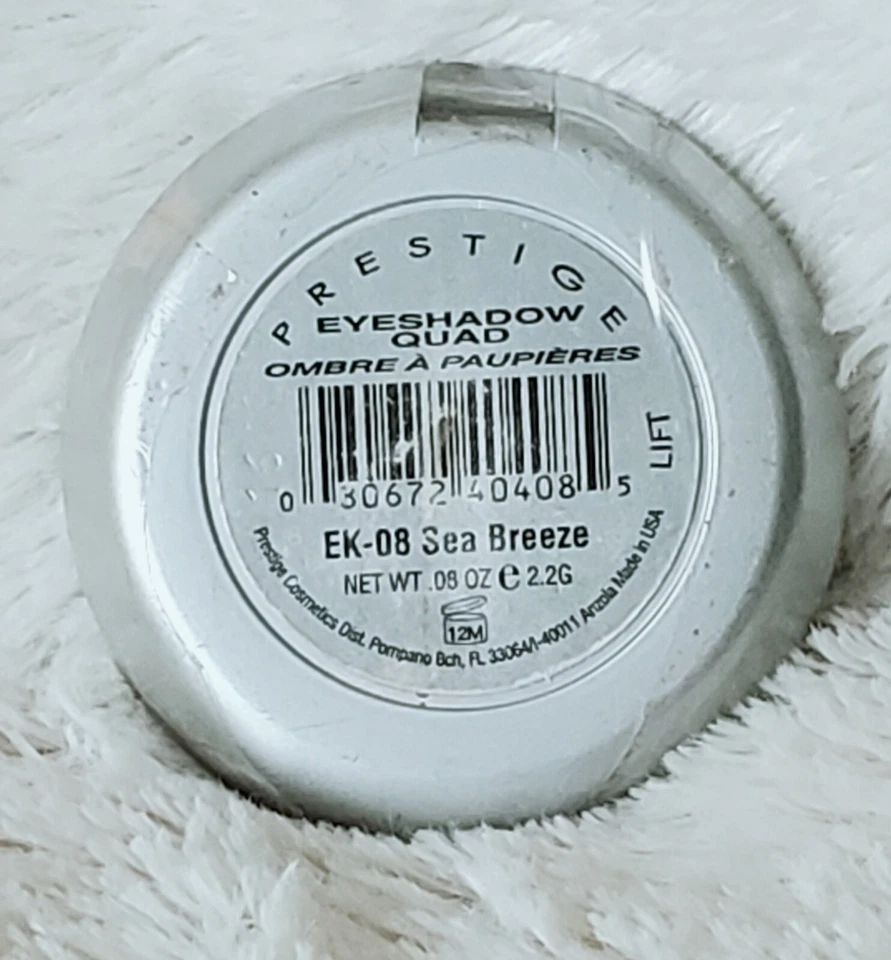 PRESTIGE
EYESHADOW
QUAD
OMBRE À PAUPIÈRES
LIFT
0 30672 40408 5
EK-08 Sea Breeze
NET WT .08 OZ e 2.2G
12M
Prestige Cosmetics Dist. Pompano Bch, FL 33064/I-40011 Anzola Made in USA